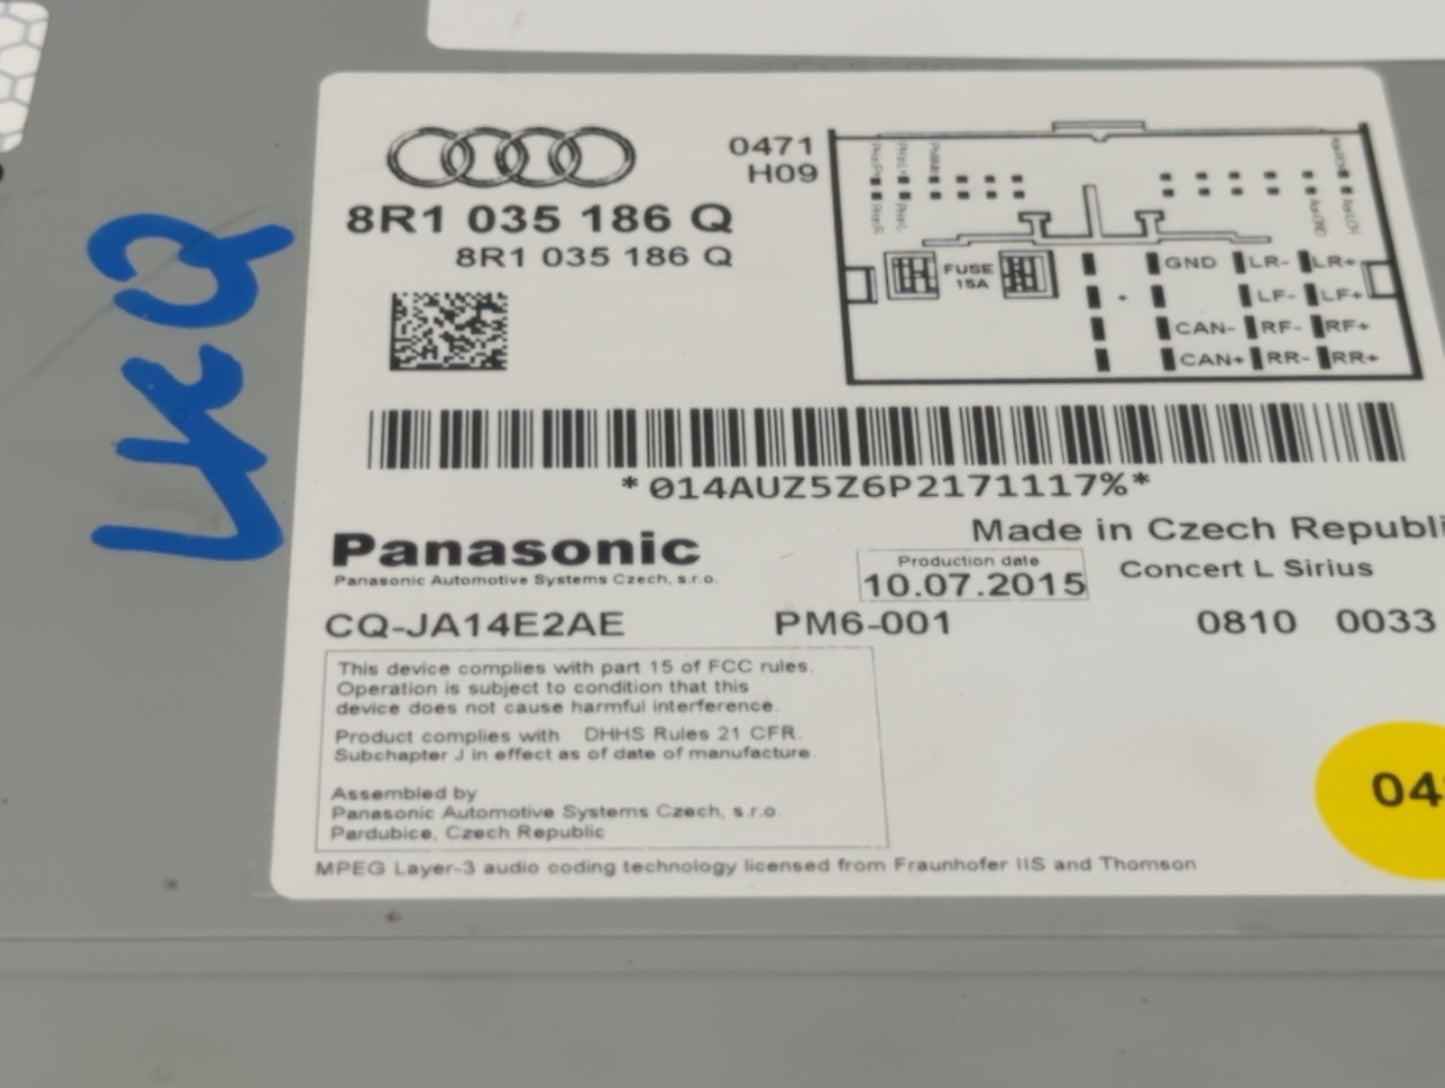 0471
H09
8R1 035 186 Q
8R1 035 186 Q
FUSE
15A
GND LR- LR+
LF- LF+
CAN- RF- RF+
CAN+ RR- RR+
*014AUZ5Z6P2171117%*
Panasonic
Panasonic Automotive Systems Czech, s.r.o.
Made in Czech Republi
Production date
10.07.2015
Concert L Sirius
CQ-JA14E2AE PM6-001 0810 0033
This device complies with part 15 of FCC rules.
Operation is subject to condition that this
device does not cause harmful interference.
Product complies with DHHS Rules 21 CFR.
Subchapter J in effect as of date of manufacture.
Assembled by
Panasonic Automotive Systems Czech, s.r.o.
Pardubice, Czech Republic
MPEG Layer-3 audio coding technology licensed from Fraunhofer IIS and Thomson
04